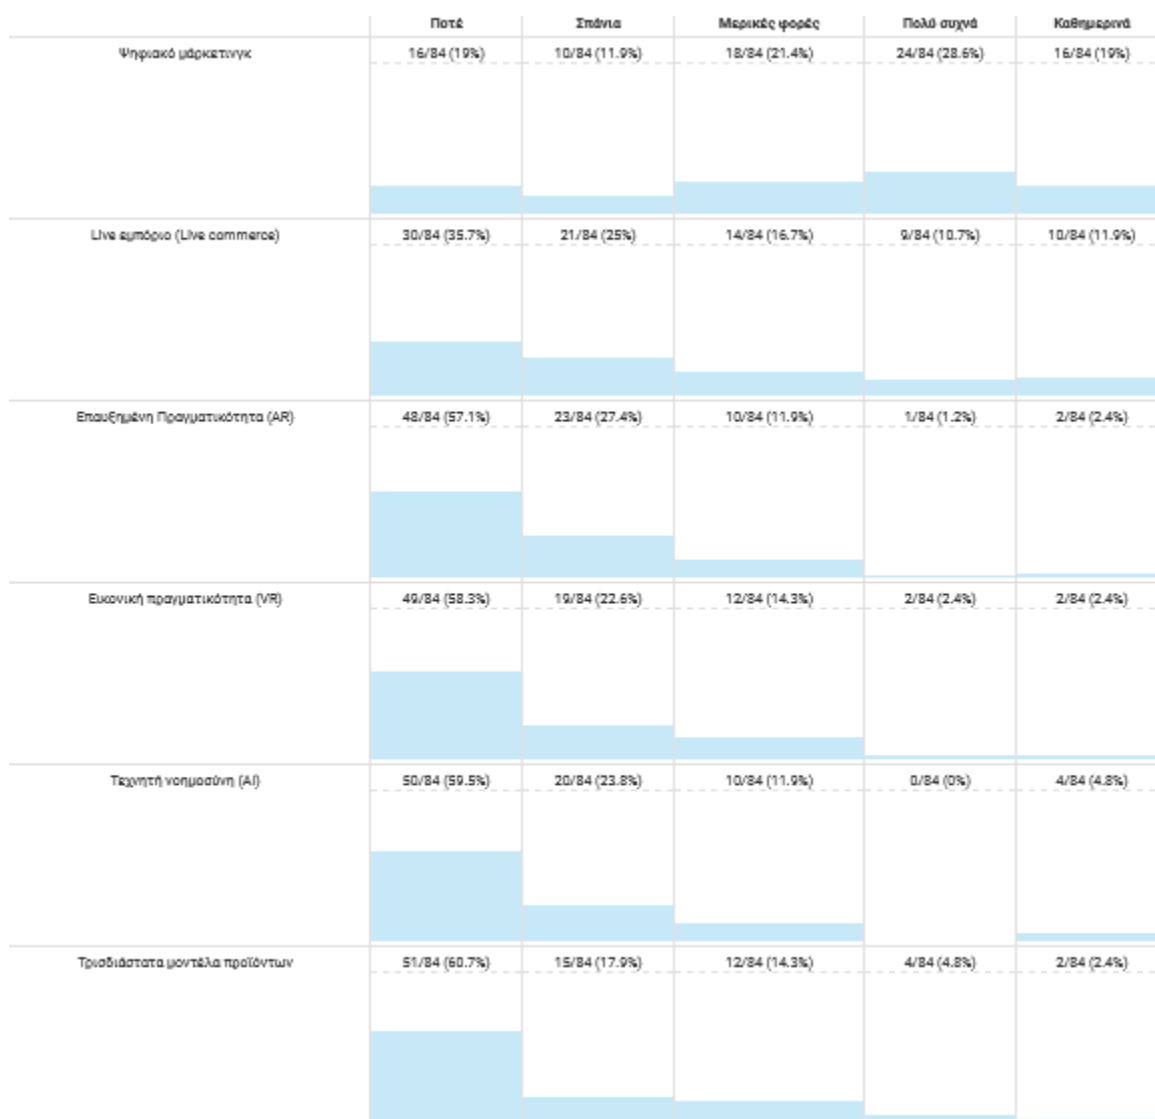 Ποτέ Σπάνια Μερικές φορές Πολύ συχνά Καθημερινά
Ψηφιακό μάρκετινγκ 16/84 (19%) 10/84 (11.9%) 18/84 (21.4%) 24/84 (28.6%) 16/84 (19%)
Live εμπόριο (Live commerce) 30/84 (35.7%) 21/84 (25%) 14/84 (16.7%) 9/84 (10.7%) 10/84 (11.9%)
Επαυξημένη Πραγματικότητα (AR) 48/84 (57.1%) 23/84 (27.4%) 10/84 (11.9%) 1/84 (1.2%) 2/84 (2.4%)
Εικονική πραγματικότητα (VR) 49/84 (58.3%) 19/84 (22.6%) 12/84 (14.3%) 2/84 (2.4%) 2/84 (2.4%)
Τεχνητή νοημοσύνη (AI) 50/84 (59.5%) 20/84 (23.8%) 10/84 (11.9%) 0/84 (0%) 4/84 (4.8%)
Τρισδιάστατα μοντέλα προϊόντων 51/84 (60.7%) 15/84 (17.9%) 12/84 (14.3%) 4/84 (4.8%) 2/84 (2.4%)